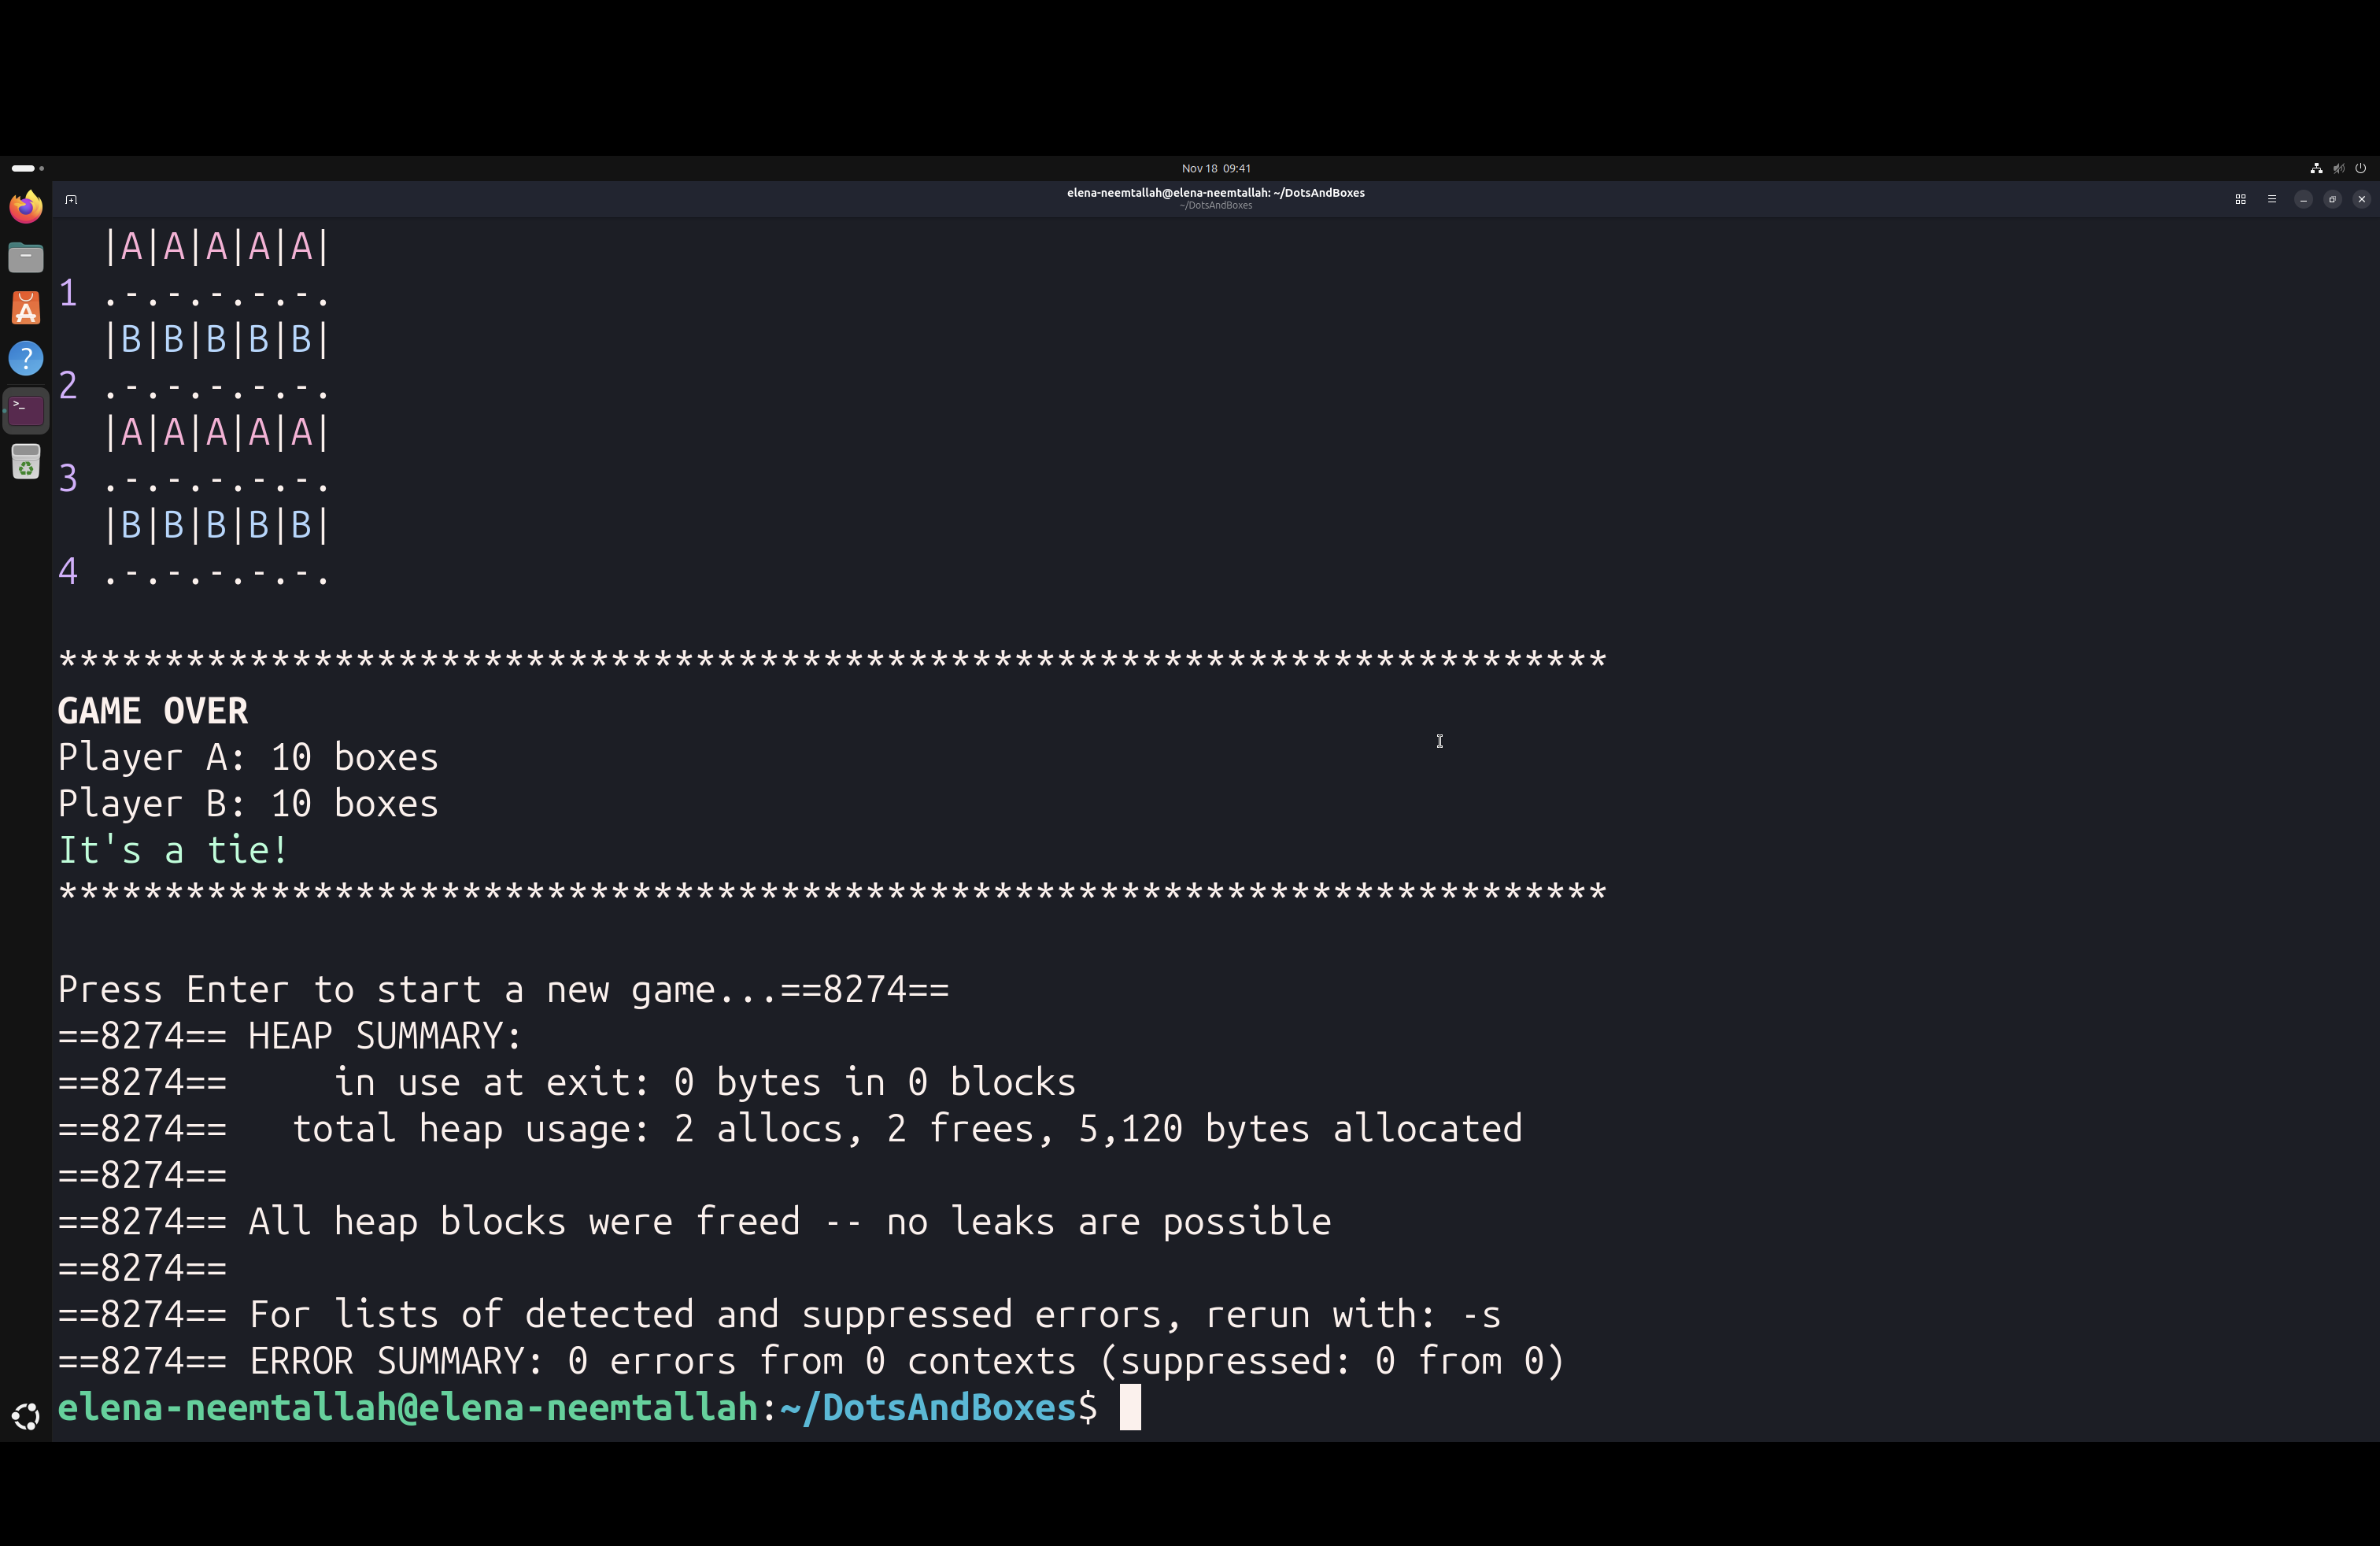 Nov 18 09:41
elena-neemtallah@elena-neemtallah: ~/DotsAndBoxes
~/DotsAndBoxes
|A|A|A|A|A|
1 .-.-.-.-.-.
|B|B|B|B|B|
2 .-.-.-.-.-.
|A|A|A|A|A|
3 .-.-.-.-.-.
|B|B|B|B|B|
4 .-.-.-.-.-.
*************************************************************************
GAME OVER
Player A: 10 boxes
Player B: 10 boxes
It's a tie!
*************************************************************************
Press Enter to start a new game...==8274==
==8274== HEAP SUMMARY:
==8274==     in use at exit: 0 bytes in 0 blocks
==8274==   total heap usage: 2 allocs, 2 frees, 5,120 bytes allocated
==8274==
==8274== All heap blocks were freed -- no leaks are possible
==8274==
==8274== For lists of detected and suppressed errors, rerun with: -s
==8274== ERROR SUMMARY: 0 errors from 0 contexts (suppressed: 0 from 0)
elena-neemtallah@elena-neemtallah:~/DotsAndBoxes$